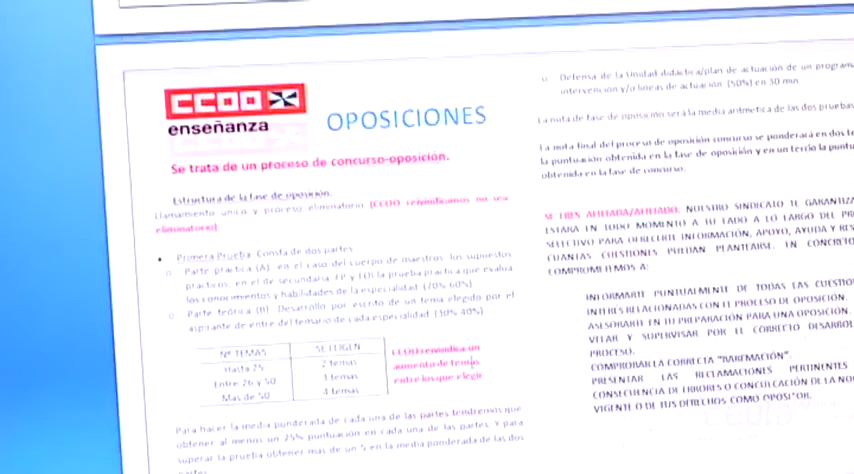 CCOO
enseñanza
OPOSICIONES
Se trata de un proceso de concurso-oposición.
Estructura de la fase de oposición.
Llamamiento único y proceso eliminatorio (CCOO reivindicamos no sea
eliminatorio)
• Primera Prueba: Consta de dos partes
o Parte práctica (A): en el caso del cuerpo de maestros, los supuestos
prácticos, en el de secundaria, FP y EOI la prueba práctica que evalúa
los conocimientos y habilidades de la especialidad. (70%-60%)
o Parte teórica (B): Desarrollo por escrito de un tema elegido por el
aspirante de entre del temario de cada especialidad. (30%-40%)
Nº TEMAS SE ELIGEN
Hasta 25 2 temas
Entre 26 y 50 3 temas
Mas de 50 4 temas
CCOO reivindica un
aumento de temas
entre los que elegir
Para hacer la media ponderada de cada una de las partes tendremos que
obtener al menos un 25% puntuación en cada una de las partes. Y para
superar la prueba obtener mas de un 5 en la media ponderada de las dos
partes
o Defensa de la Unidad didáctica/plan de actuación de un programa
intervención y/o líneas de actuación. (50%) en 30 min
La nota de fase de oposición será la media aritmética de las dos pruebas
La nota final del proceso de oposición concurso se ponderará en dos te
la puntuación obtenida en la fase de oposición y en un tercio la puntu
obtenida en la fase de concurso.
SI ERES AFILIADA/AFILIADO, NUESTRO SINDICATO TE GARANTIZA
ESTARÁ EN TODO MOMENTO A TU LADO A LO LARGO DEL PR
SELECTIVO PARA OFRECERTE INFORMACIÓN, APOYO, AYUDA Y RES
CUANTAS CUESTIONES PUEDAN PLANTEARSE. EN CONCRETO
COMPROMETEMOS A:
INFORMARTE PUNTUALMENTE DE TODAS LAS CUESTIO
INTERÉS RELACIONADAS CON EL PROCESO DE OPOSICIÓN.
ASESORARTE EN TU PREPARACIÓN PARA UNA OPOSICIÓN.
VELAR Y SUPERVISAR POR EL CORRECTO DESARROL
PROCESO.
COMPROBAR LA CORRECTA "BAREMACIÓN".
PRESENTAR LAS RECLAMACIONES PERTINENTES
CONSECUENCIA DE ERRORES O CONCULCACIÓN DE LA NO
VIGENTE O DE TUS DERECHOS COMO OPOSITOR.